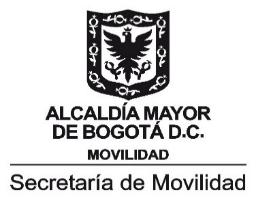 ALCALDÍA MAYOR
DE BOGOTÁ D.C.
MOVILIDAD
Secretaría de Movilidad